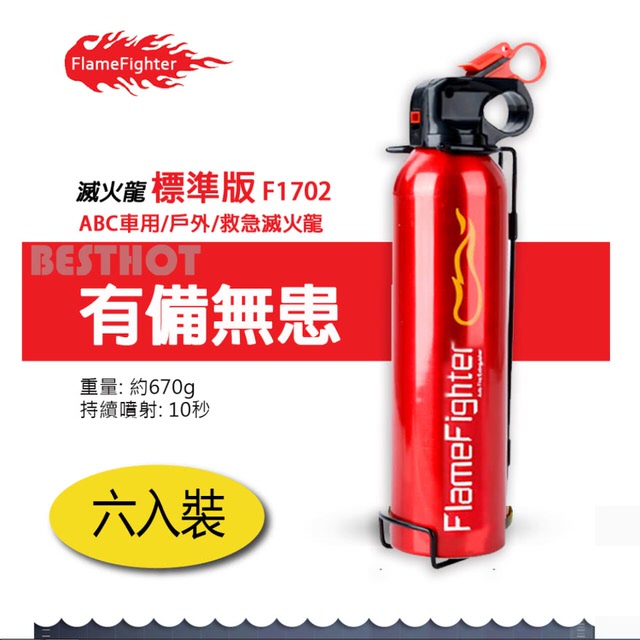 FlameFighter
滅火龍 標準版 F1702
ABC車用/戶外/救急滅火龍
BESTHOT
有備無患
重量: 約670g
持續噴射: 10秒
六入裝
FlameFighter